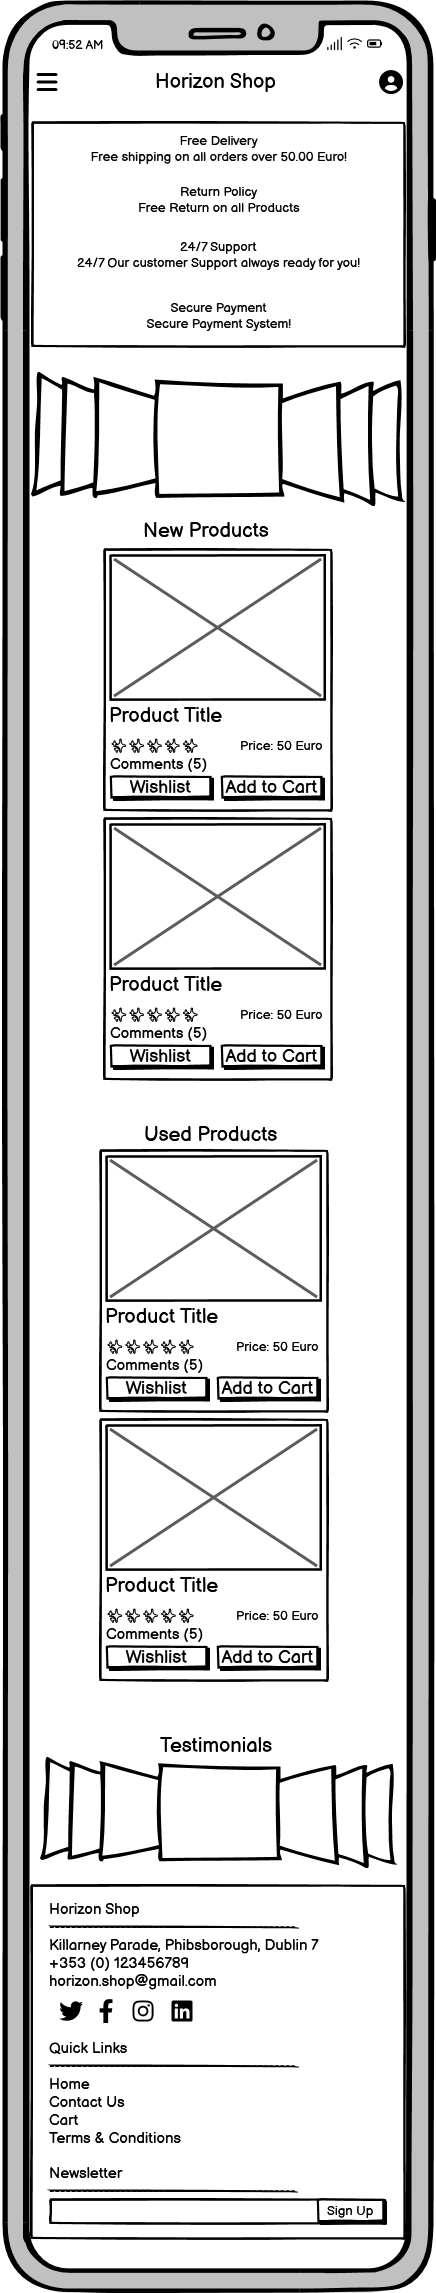 09:52 AM
Horizon Shop
Free Delivery
Free shipping on all orders over 50.00 Euro!
Return Policy
Free Return on all Products
24/7 Support
24/7 Our customer Support always ready for you!
Secure Payment
Secure Payment System!
New Products
Product Title
Price: 50 Euro
Comments (5)
Wishlist Add to Cart
Product Title
Price: 50 Euro
Comments (5)
Wishlist Add to Cart
Used Products
Product Title
Price: 50 Euro
Comments (5)
Wishlist Add to Cart
Product Title
Price: 50 Euro
Comments (5)
Wishlist Add to Cart
Testimonials
Horizon Shop
Killarney Parade, Phibsborough, Dublin 7
+353 (0) 123456789
horizon.shop@gmail.com
Quick Links
Home
Contact Us
Cart
Terms & Conditions
Newsletter
Sign Up